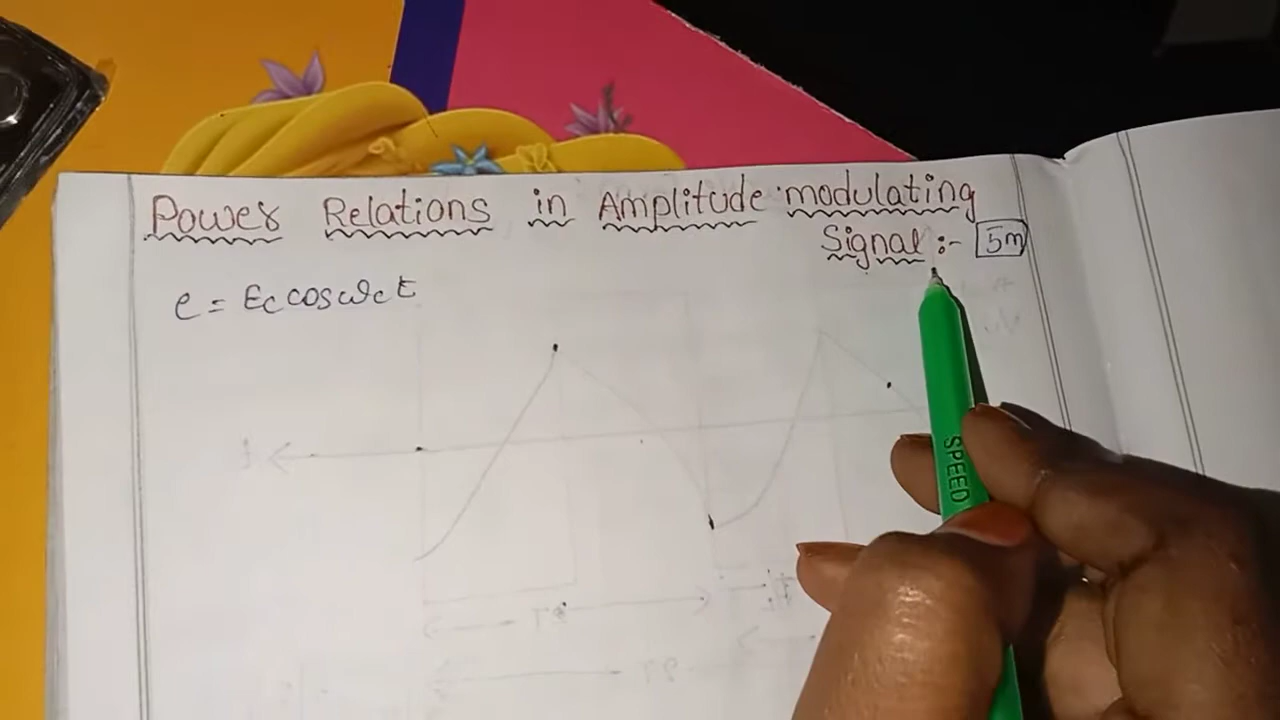 Power Relations in Amplitude modulating
Signal :- 5m
e = Ec cos ωc t
SPEED